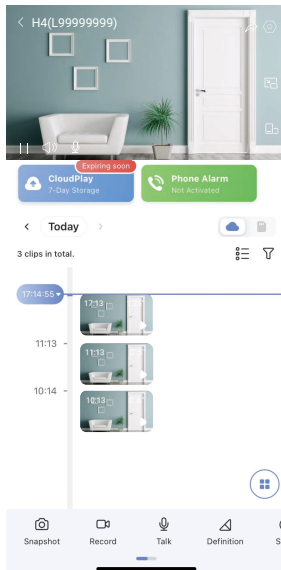 H4(L99999999)
Expiring soon
CloudPlay
7-Day Storage
Phone Alarm
Not Activated
Today
3 clips in total.
17:14:55
17:13
11:13
11:13
10:14
10:13
Snapshot
Record
Talk
Definition
S